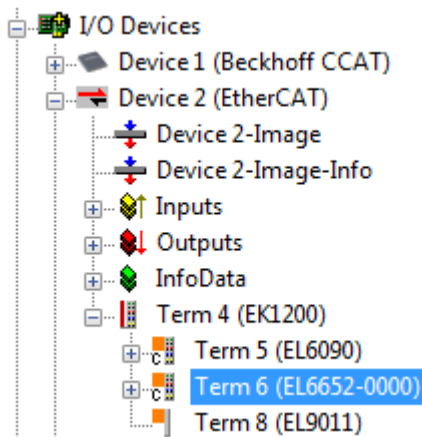 I/O Devices
Device 1 (Beckhoff CCAT)
Device 2 (EtherCAT)
Device 2-Image
Device 2-Image-Info
Inputs
Outputs
InfoData
Term 4 (EK1200)
Term 5 (EL6090)
Term 6 (EL6652-0000)
Term 8 (EL9011)